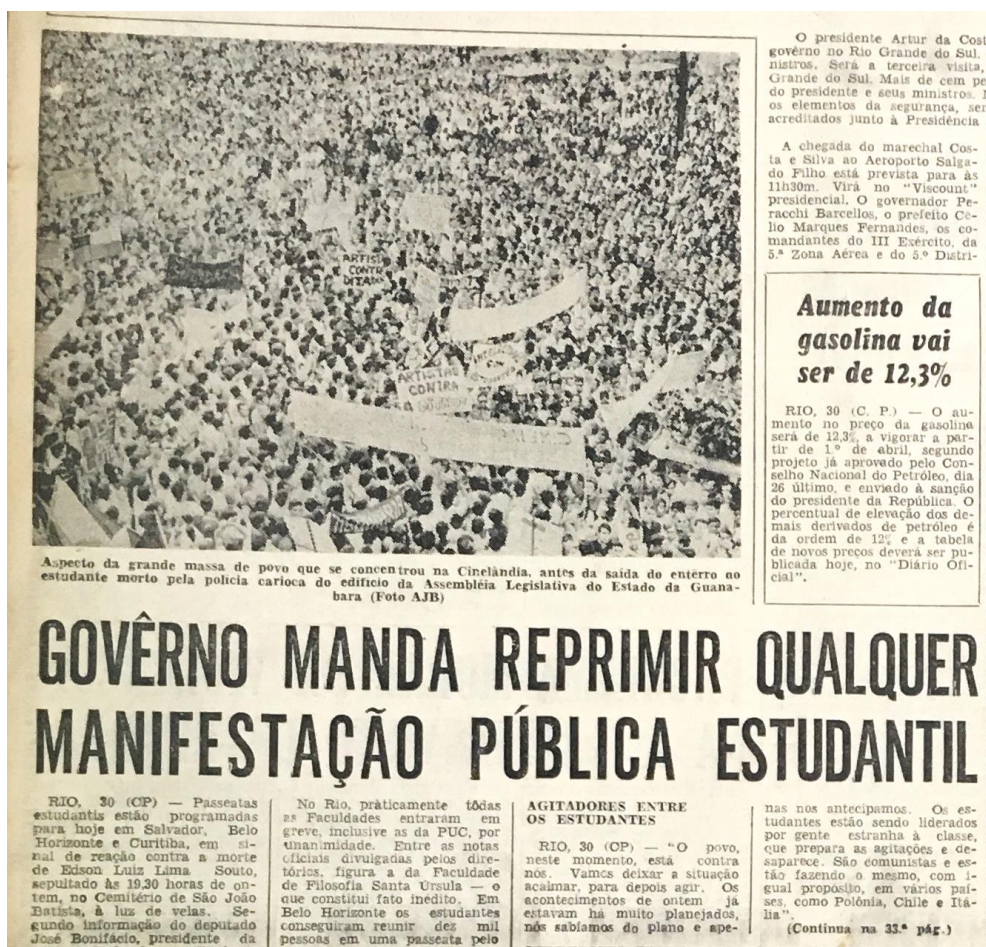 ARTISTAS
CONTRA
ARTISTAS
CONTRA
Aspecto da grande massa de povo que se concentrou na Cinelândia, antes da saída do entêrro no
estudante morto pela policia carioca do edifício da Assembléia Legislativa do Estado da Guana-
bara (Foto AJB)
O presidente Artur da Cost
govêrno no Rio Grande do Sul.
nistros. Será a terceira visita,
Grande do Sul. Mais de cem pe
do presidente e seus ministros.
os elementos da segurança, ser
acreditados junto à Presidência
A chegada do marechal Cos-
ta e Silva ao Aeroporto Salga-
do Filho está prevista para às
11h30m. Virá no "Viscount"
presidencial. O governador Pe-
racchi Barcellos, o prefeito Cé-
lio Marques Fernandes, os co-
mandantes do III Exército, da
5.ª Zona Aérea e do 5.º Distri-
Aumento da
gasolina vai
ser de 12,3%
RIO, 30 (C. P.) — O au-
mento no preço da gasolina
será de 12,3%, a vigorar a par-
tir de 1.º de abril, segundo
projeto já aprovado pelo Con-
selho Nacional do Petróleo, dia
26 último, e enviado à sanção
do presidente da República. O
percentual de elevação dos de-
mais derivados de petróleo é
da ordem de 12% e a tabela
de novos preços deverá ser pu-
blicada hoje, no "Diário Ofi-
cial".
GOVÊRNO MANDA REPRIMIR QUALQUER
MANIFESTAÇÃO PÚBLICA ESTUDANTIL
RIO, 30 (CP) — Passeatas
estudantis estão programadas
para hoje em Salvador, Belo
Horizonte e Curitiba, em si-
nal de reação contra a morte
de Edson Luiz Lima Souto,
sepultado às 19,30 horas de on-
tem, no Cemitério de São João
Batista, à luz de velas. Se-
gundo informação do deputado
José Bonifácio, presidente da
No Rio, pràticamente tôdas
as Faculdades entraram em
greve, inclusive as da PUC, por
unanimidade. Entre as notas
oficiais divulgadas pelos dire-
tórios, figura a da Faculdade
de Filosofia Santa Úrsula — o
que constitui fato inédito. Em
Belo Horizonte os estudantes
conseguiram reunir dez mil
pessoas em uma passeata pelo
AGITADORES ENTRE
OS ESTUDANTES
RIO, 30 (CP) — "O povo,
neste momento, está contra
nós. Vamos deixar a situação
acalmar, para depois agir. Os
acontecimentos de ontem já
estavam há muito planejados,
nós sabíamos do plano e ape-
nas nos antecipamos. Os es-
tudantes estão sendo liderados
por gente estranha à classe,
que prepara as agitações e de-
saparece. São comunistas e es-
tão fazendo o mesmo, com i-
gual propósito, em vários paí-
ses, como Polônia, Chile e Itá-
lia".
(Continua na 33.ª pág.)